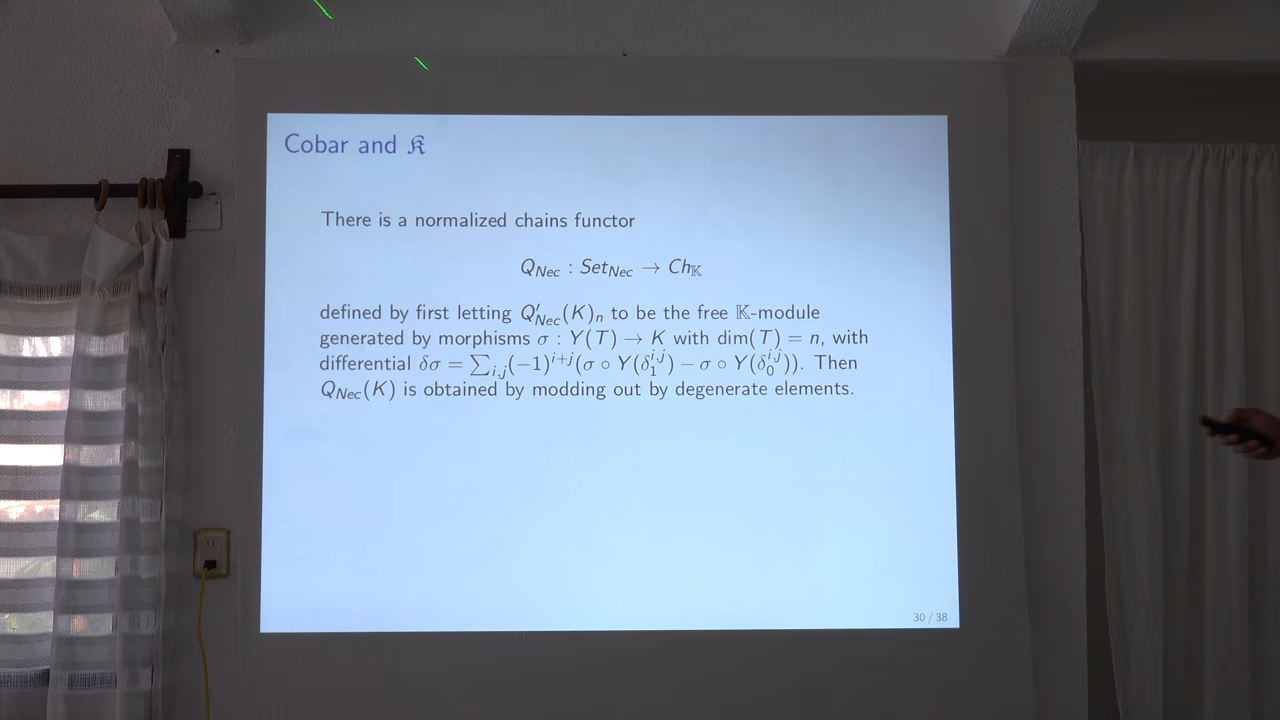 Cobar and 𝔎
There is a normalized chains functor
Q_{Nec} : Set_{Nec} → Ch_𝕂
defined by first letting Q′_{Nec}(K)_n to be the free 𝕂-module
generated by morphisms σ : Y(T) → K with dim(T) = n, with
differential δσ = ∑_{i,j}(−1)^{i+j}(σ ∘ Y(δ_1^{i,j}) − σ ∘ Y(δ_0^{i,j})). Then
Q_{Nec}(K) is obtained by modding out by degenerate elements.
30 / 38